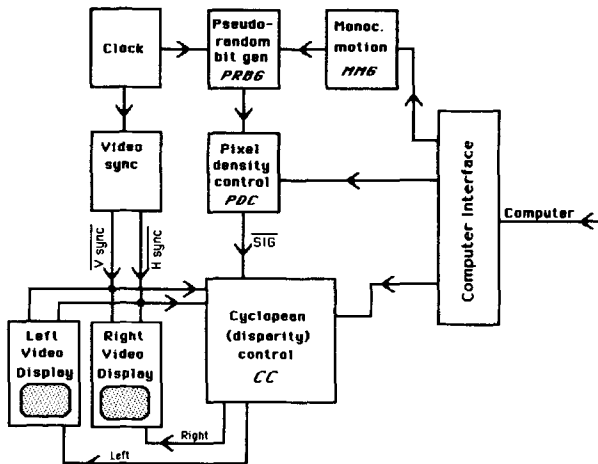 Clock
Pseudo-
random
bit gen
PRBG
Monoc.
motion
MMG
Video
sync
Pixel
density
control
PDC
Computer Interface
Computer
V sync
H sync
SIG
Left
Video
Display
Right
Video
Display
Cyclopean
(disparity)
control
CC
Right
Left